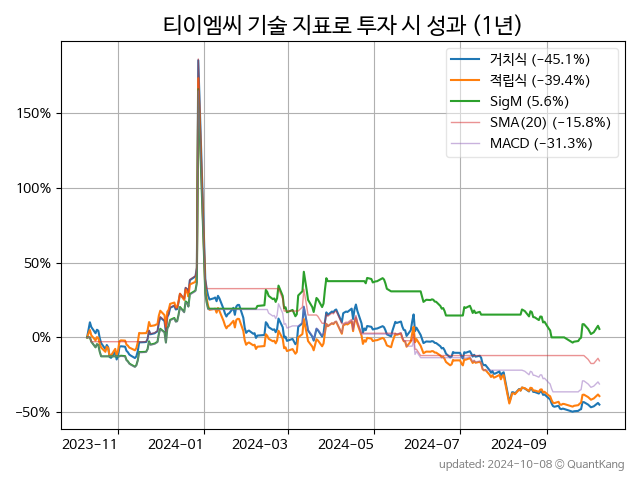 티이엠씨 기술 지표로 투자 시 성과 (1년)
거치식 (−45.1%)
적립식 (−39.4%)
SigM (5.6%)
SMA(20) (−15.8%)
MACD (−31.3%)
150%
100%
50%
0%
−50%
2023−11
2024−01
2024−03
2024−05
2024−07
2024−09
updated: 2024-10-08 © QuantKang